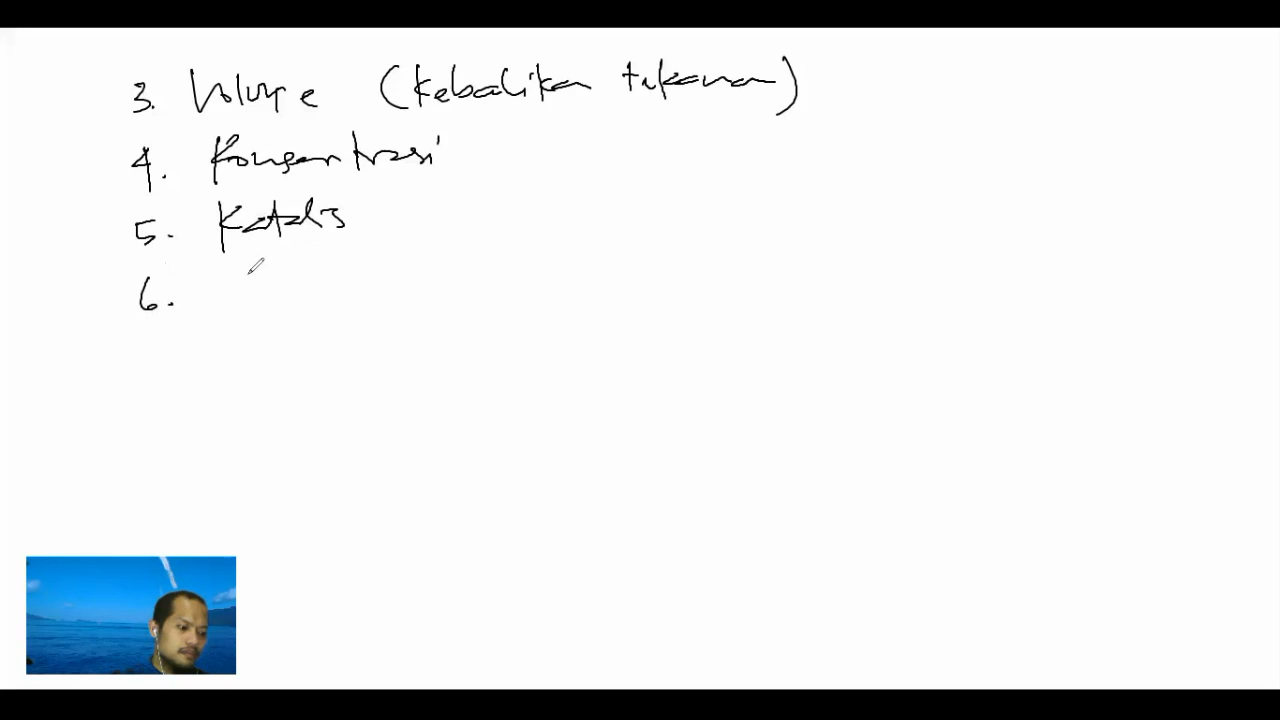 3. Volume (kebalikan tekanan)
4. Konsentrasi
5. Katalis
6.